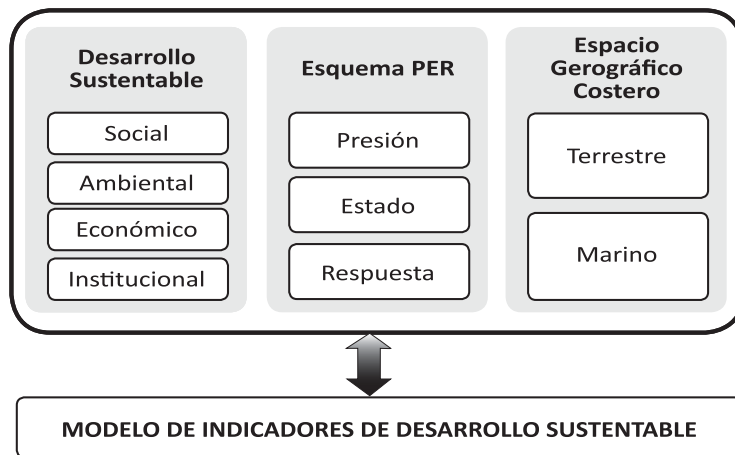 Desarrollo
Sustentable
Social
Ambiental
Económico
Institucional
Esquema PER
Presión
Estado
Respuesta
Espacio
Gerográfico
Costero
Terrestre
Marino
MODELO DE INDICADORES DE DESARROLLO SUSTENTABLE